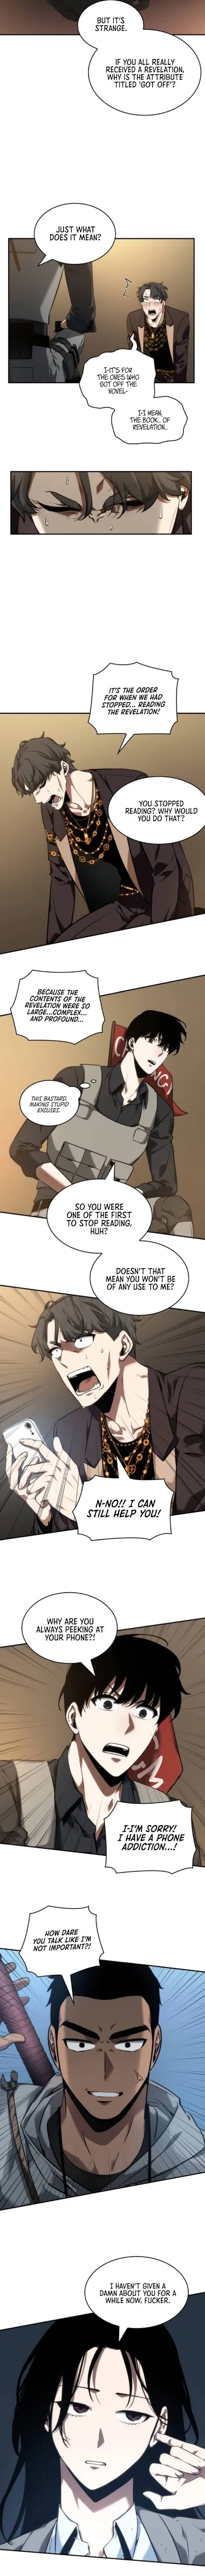 BUT IT'S
STRANGE.
IF YOU ALL REALLY
RECEIVED A REVELATION,
WHY IS THE ATTRIBUTE
TITLED 'GOT OFF'?
JUST WHAT
DOES IT MEAN?
I-IT'S FOR
THE ONES WHO
GOT OFF THE
NOVEL-
I-I MEAN,
THE BOOK.. OF
REVELATION..
IT'S THE ORDER
FOR WHEN WE HAD
STOPPED... READING
THE REVELATION!
YOU STOPPED
READING? WHY WOULD
YOU DO THAT?
BECAUSE THE
CONTENTS OF THE
REVELATION WERE SO
LARGE...COMPLEX...
AND PROFOUND...
THIS BASTARD,
MAKING STUPID
EXCUSES.
SO YOU WERE
ONE OF THE FIRST
TO STOP READING,
HUH?
DOESN'T THAT
MEAN YOU WON'T BE
OF ANY USE TO ME?
N-NO!! I CAN
STILL HELP YOU!
WHY ARE YOU
ALWAYS PEEKING AT
YOUR PHONE?!
I-I'M SORRY!
I HAVE A PHONE
ADDICTION...!
HOW DARE
YOU TALK LIKE I'M
NOT IMPORTANT?!
I HAVEN'T GIVEN A
DAMN ABOUT YOU FOR A
WHILE NOW, FUCKER.